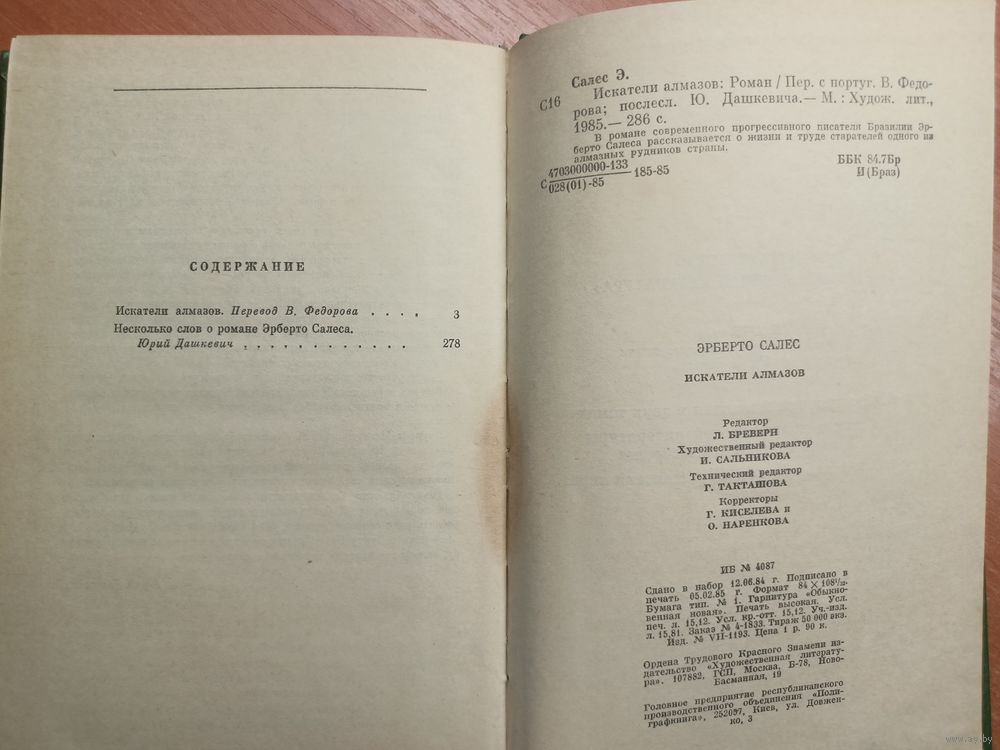 СОДЕРЖАНИЕ
Искатели алмазов. Перевод В. Федорова . . . . 3
Несколько слов о романе Эрберто Салеса.
Юрий Дашкевич . . . . . . . . . . . . 278
Салес Э.
С16 Искатели алмазов: Роман / Пер. с португ. В. Федо-
рова; послесл. Ю. Дашкевича.— М. : Худож. лит.,
1985.— 286 с.
В романе современного прогрессивного писателя Бразилии Эр-
берто Салеса рассказывается о жизни и труде старателей одного из
алмазных рудников страны.
С 4703000000-133 185-85
028(01)-85
ББК 84.7Бр
И(Браз)
ЭРБЕРТО САЛЕС
ИСКАТЕЛИ АЛМАЗОВ
Редактор
Л. БРЕВЕРН
Художественный редактор
И. САЛЬНИКОВА
Технический редактор
Г. ТАКТАШОВА
Корректоры
Г. КИСЕЛЕВА и
О. НАРЕНКОВА
ИБ № 4087
Сдано в набор 12.06.84 г. Подписано в
печать 05.02.85 г. Формат 84 × 108¹/₃₂.
Бумага тип. № 1. Гарнитура «Обыкно-
венная новая». Печать высокая. Усл.
печ. л. 15,12. Усл. кр.-отт. 15,12. Уч.-изд.
л. 15,81. Заказ № 4-1833. Тираж 50 000 экз.
Изд. № VII-1193. Цена 1 р. 90 к.
Ордена Трудового Красного Знамени из-
дательство «Художественная литерату-
ра». 107882, ГСП, Москва, Б-78, Ново-
Басманная, 19
Головное предприятие республиканского
производственного объединения «Поли-
графкнига», 252057, Киев, ул. Довжен-
ко, 3
www.ay.by